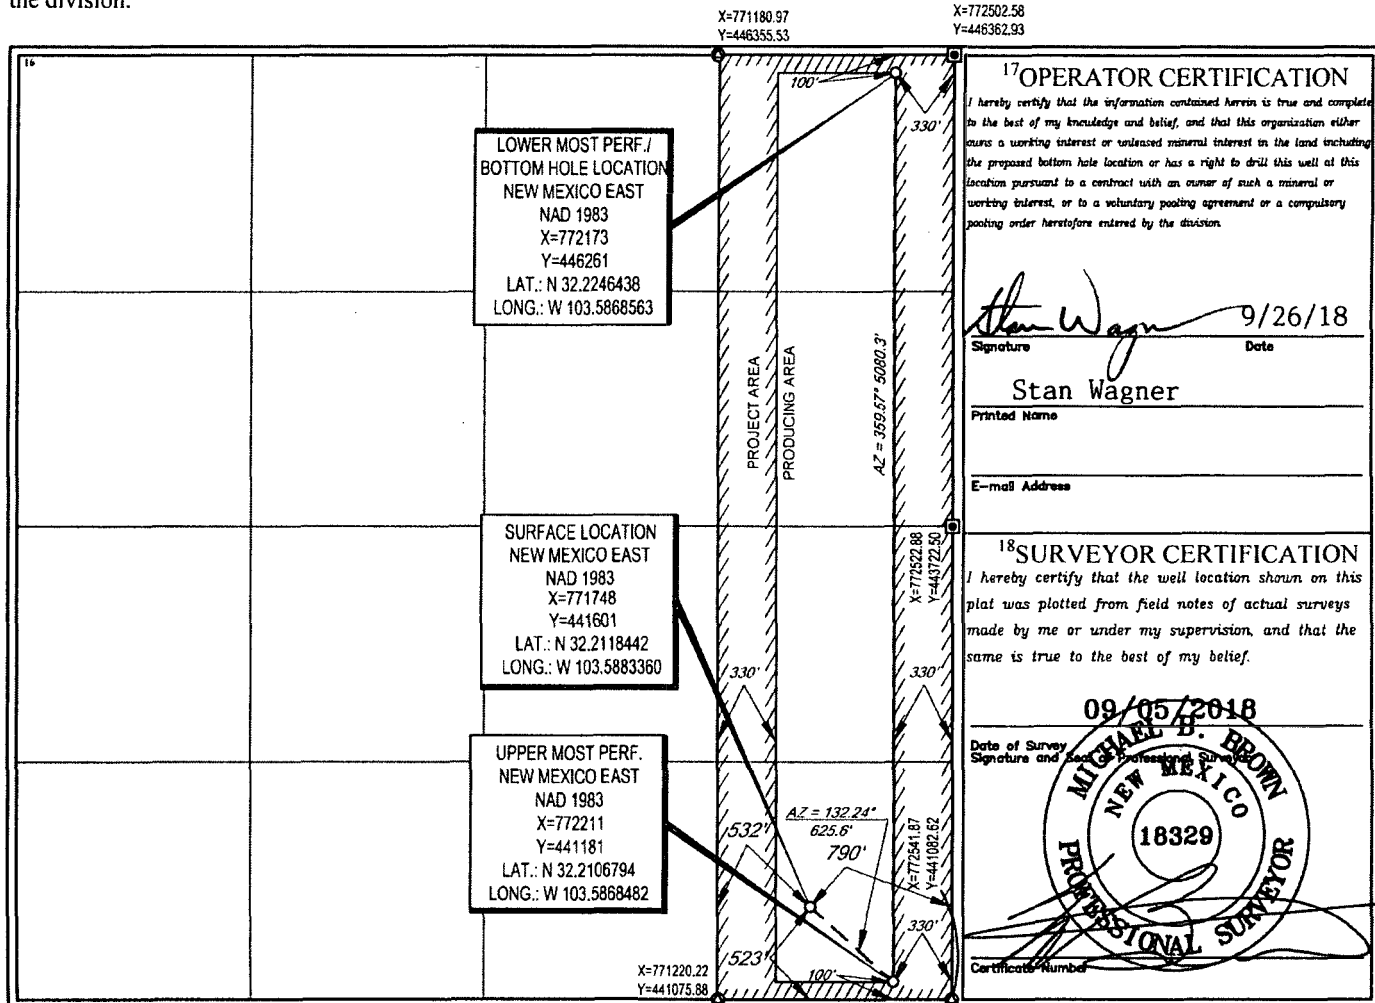 the division.
X=771180.97
Y=446355.53
X=772502.58
Y=446362.93
16
100'
330'
LOWER MOST PERF./
BOTTOM HOLE LOCATION
NEW MEXICO EAST
NAD 1983
X=772173
Y=446261
LAT.: N 32.2246438
LONG.: W 103.5868563
PROJECT AREA
PRODUCING AREA
AZ = 359.57° 5080.3'
SURFACE LOCATION
NEW MEXICO EAST
NAD 1983
X=771748
Y=441601
LAT.: N 32.2118442
LONG.: W 103.5883360
X=772522.88
Y=443722.50
330'
330'
UPPER MOST PERF.
NEW MEXICO EAST
NAD 1983
X=772211
Y=441181
LAT.: N 32.2106794
LONG.: W 103.5868482
AZ = 132.24°
625.6'
532'
790'
X=772541.87
Y=441082.62
330'
523'
100'
X=771220.22
Y=441075.88
17OPERATOR CERTIFICATION
I hereby certify that the information contained herein is true and complete
to the best of my knowledge and belief, and that this organization either
owns a working interest or unleased mineral interest in the land including
the proposed bottom hole location or has a right to drill this well at this
location pursuant to a contract with an owner of such a mineral or
working interest, or to a voluntary pooling agreement or a compulsory
pooling order heretofore entered by the division.
Stan Wagner 9/26/18
Signature Date
Stan Wagner
Printed Name
E-mail Address
18SURVEYOR CERTIFICATION
I hereby certify that the well location shown on this
plat was plotted from field notes of actual surveys
made by me or under my supervision, and that the
same is true to the best of my belief.
09/05/2018
Date of Survey
Signature and Seal of Professional Surveyor
MICHAEL B. BROWN
NEW MEXICO
18329
PROFESSIONAL SURVEYOR
Certificate Number